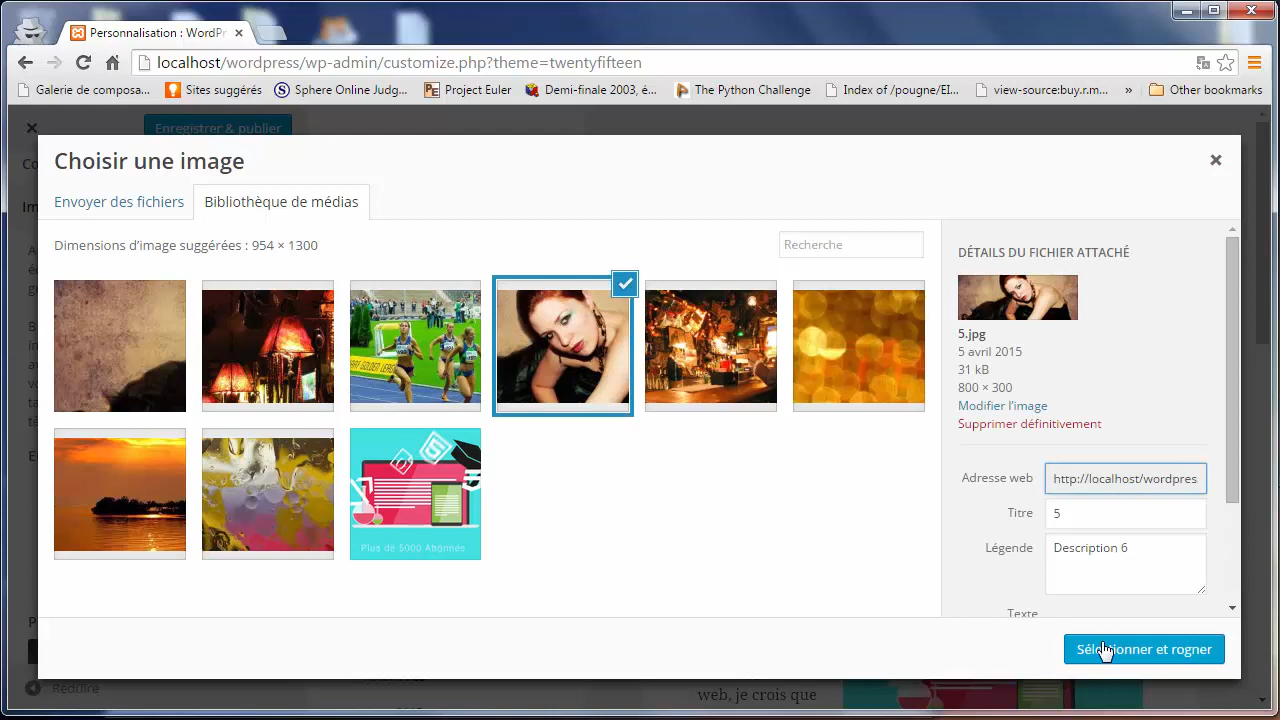 Personnalisation : WordPr
localhost/wordpress/wp-admin/customize.php?theme=twentyfifteen
Galerie de composa...
Sites suggérés
Sphere Online Judg...
Project Euler
Demi-finale 2003, é...
The Python Challenge
Index of /pougne/EI...
view-source:buy.r.m...
»
Other bookmarks
Enregistrer & publier
Choisir une image
Envoyer des fichiers
Bibliothèque de médias
Dimensions d'image suggérées : 954 × 1300
Recherche
DÉTAILS DU FICHIER ATTACHÉ
5.jpg
5 avril 2015
31 kB
800 × 300
Modifier l'image
Supprimer définitivement
Adresse web
http://localhost/wordpres
Titre
5
Légende
Description 6
Texte
Plus de 5000 Abonnés
Sélectionner et rogner
Réduire
web, je crois que